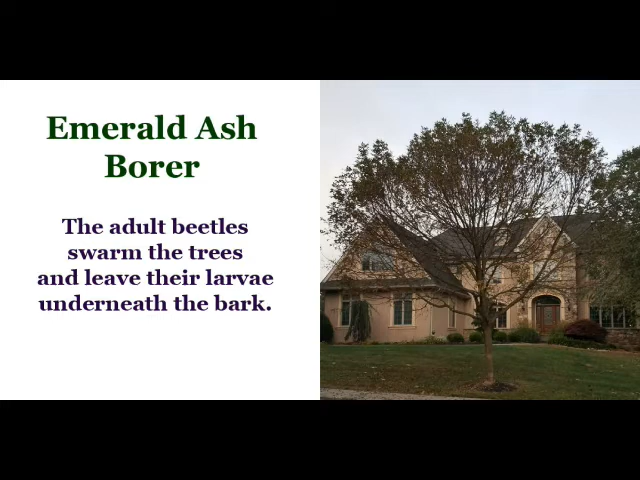 Emerald Ash
Borer
The adult beetles
swarm the trees
and leave their larvae
underneath the bark.